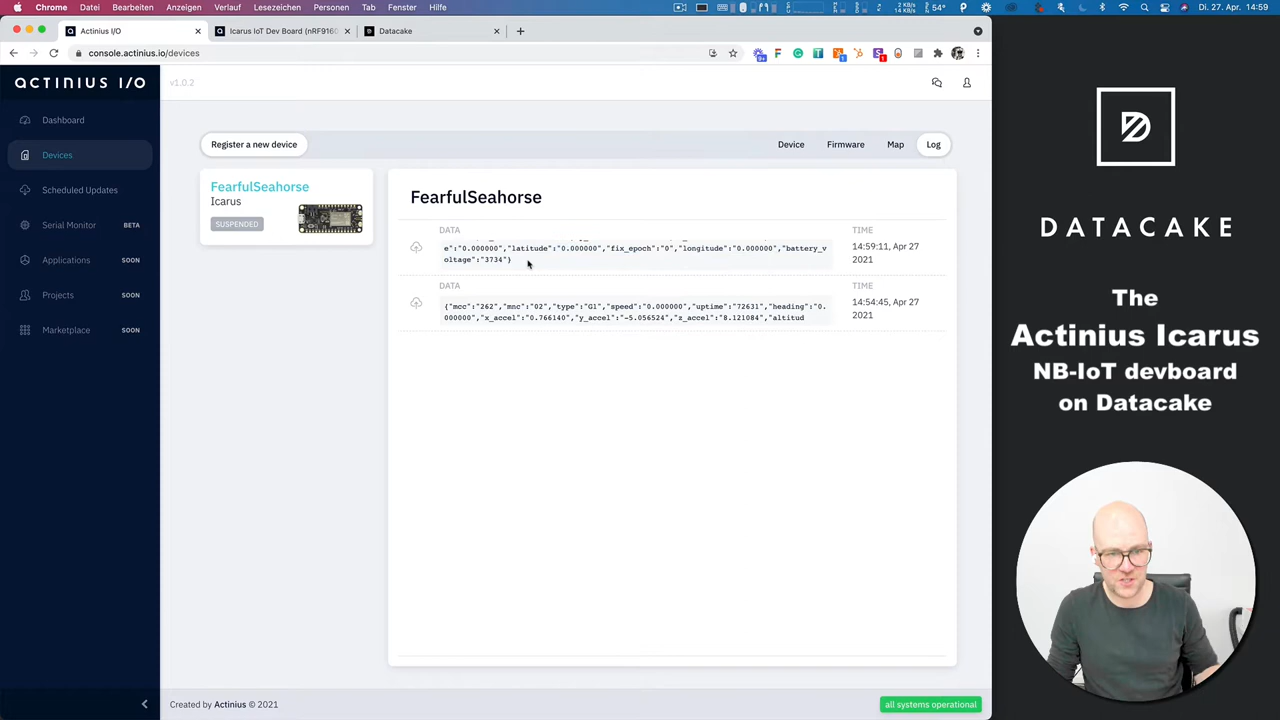 Chrome Datei Bearbeiten Anzeigen Verlauf Lesezeichen Personen Tab Fenster Hilfe 54° Di. 27. Apr. 14:59
Actinius I/O
Icarus IoT Dev Board (nRF9160
Datacake
console.actinius.io/devices
ACTINIUS I/O
v1.0.2
Dashboard
Devices
Scheduled Updates
Serial Monitor BETA
Applications SOON
Projects SOON
Marketplace SOON
Register a new device
Device Firmware Map Log
FearfulSeahorse
Icarus
SUSPENDED
FearfulSeahorse
DATA
e":"0.000000","latitude":"0.000000","fix_epoch":"0","longitude":"0.000000","battery_v
oltage":"3734"}
TIME
14:59:11, Apr 27
2021
DATA
{"mcc":"262","mnc":"02","type":"G1","speed":"0.000000","uptime":"72631","heading":"0.
000000","x_accel":"0.766140","y_accel":"-5.056524","z_accel":"8.121084","altitud
TIME
14:54:45, Apr 27
2021
Created by Actinius © 2021
all systems operational
DATACAKE
The
Actinius Icarus
NB-IoT devboard
on Datacake